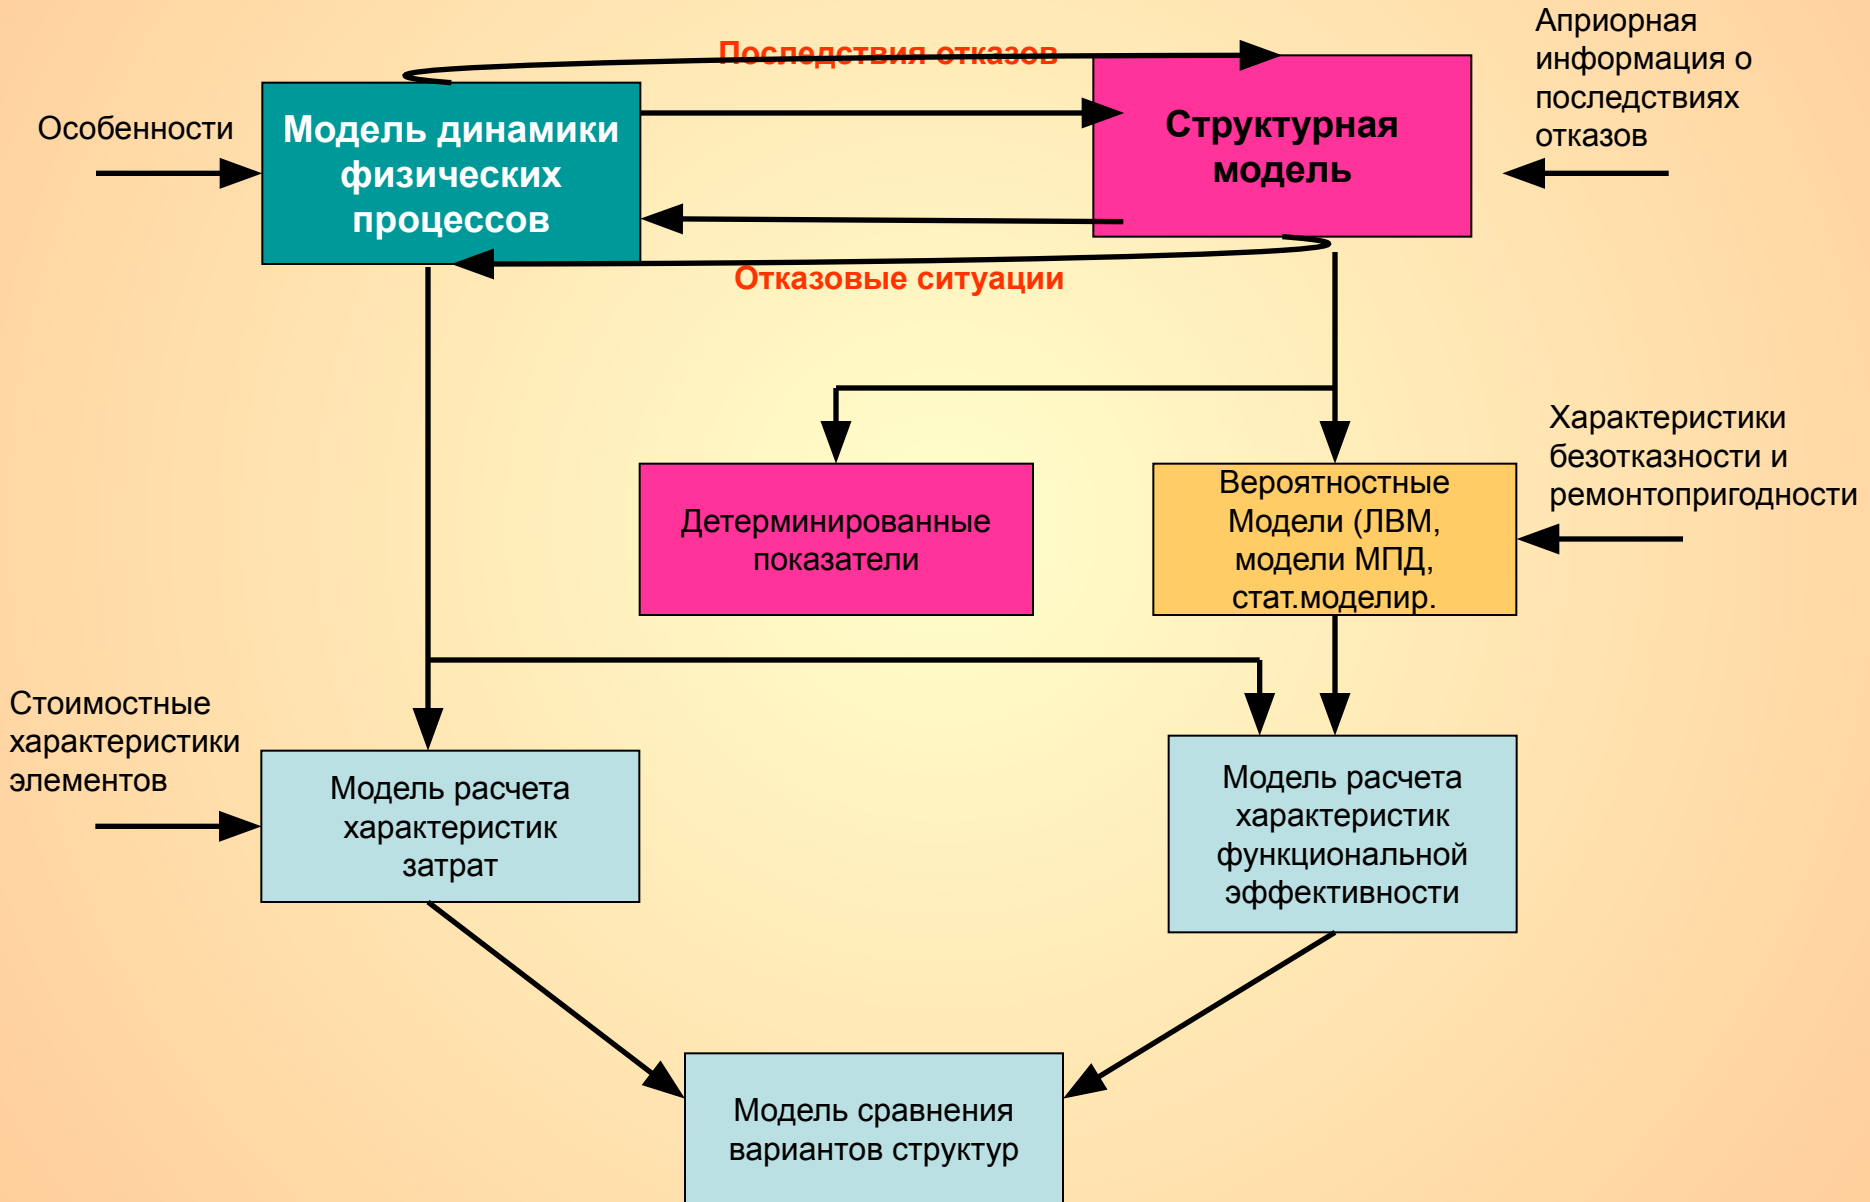 Последствия отказов
Априорная
информация о
последствиях
отказов
Особенности
Модель динамики
физических
процессов
Структурная
модель
Отказовые ситуации
Характеристики
безотказности и
ремонтопригодности
Детерминированные
показатели
Вероятностные
Модели (ЛВМ,
модели МПД,
стат.моделир.
Стоимостные
характеристики
элементов
Модель расчета
характеристик
затрат
Модель расчета
характеристик
функциональной
эффективности
Модель сравнения
вариантов структур